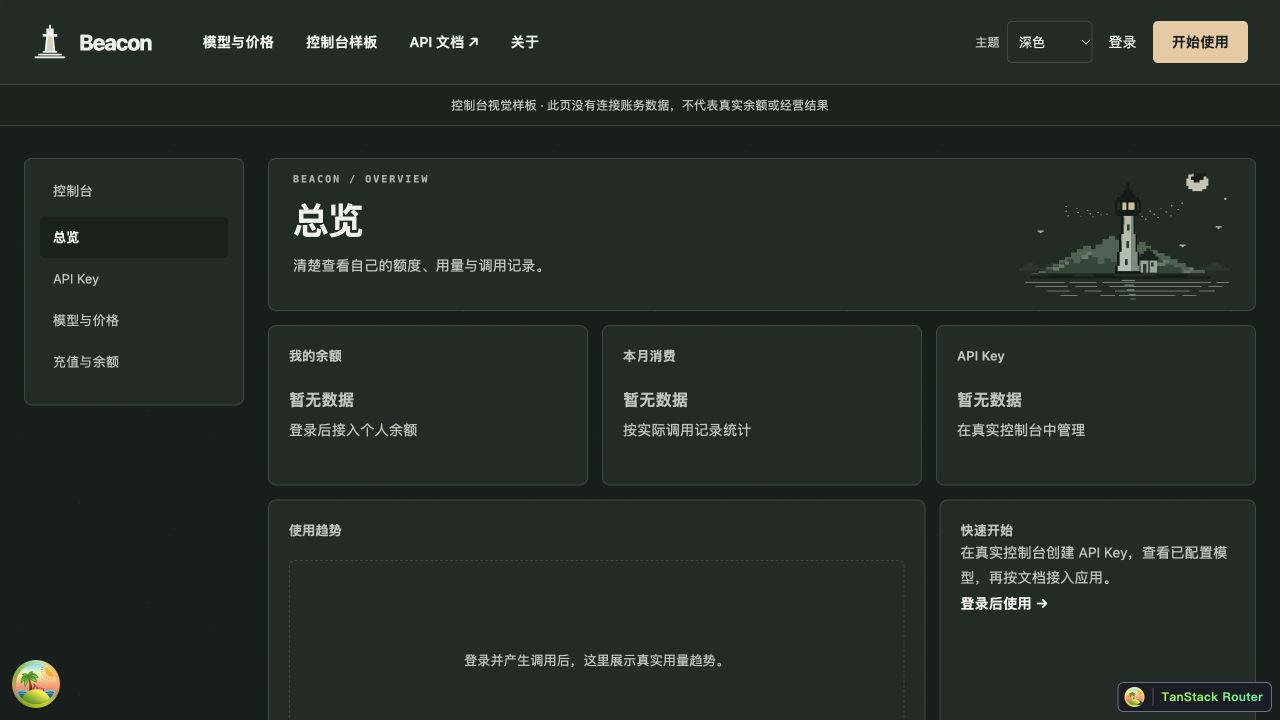 Beacon
模型与价格
控制台样板
API 文档 ↗
关于
主题
深色
登录
开始使用
控制台视觉样板 · 此页没有连接账务数据，不代表真实余额或经营结果
控制台
总览
API Key
模型与价格
充值与余额
BEACON / OVERVIEW
总览
清楚查看自己的额度、用量与调用记录。
我的余额
暂无数据
登录后接入个人余额
本月消费
暂无数据
按实际调用记录统计
API Key
暂无数据
在真实控制台中管理
使用趋势
登录并产生调用后，这里展示真实用量趋势。
快速开始
在真实控制台创建 API Key，查看已配置模
型，再按文档接入应用。
登录后使用 →
TanStack Router